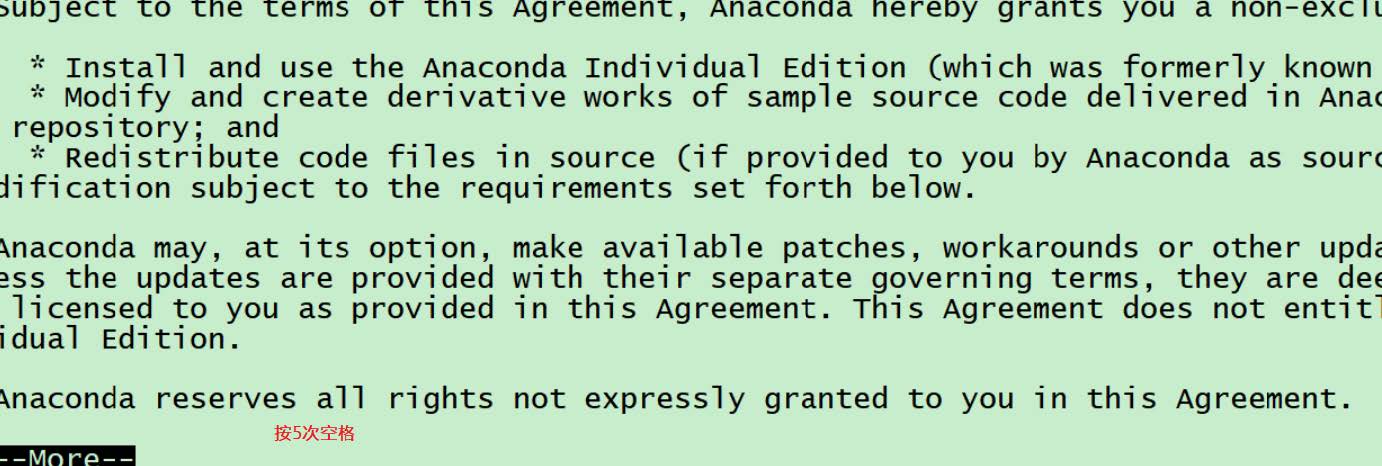 Subject to the terms of this Agreement, Anaconda hereby grants you a non-exclu
* Install and use the Anaconda Individual Edition (which was formerly known
* Modify and create derivative works of sample source code delivered in Anac
repository; and
* Redistribute code files in source (if provided to you by Anaconda as sourc
dification subject to the requirements set forth below.
Anaconda may, at its option, make available patches, workarounds or other upda
ess the updates are provided with their separate governing terms, they are dee
licensed to you as provided in this Agreement. This Agreement does not entitl
idual Edition.
Anaconda reserves all rights not expressly granted to you in this Agreement.
按5次空格
--More--